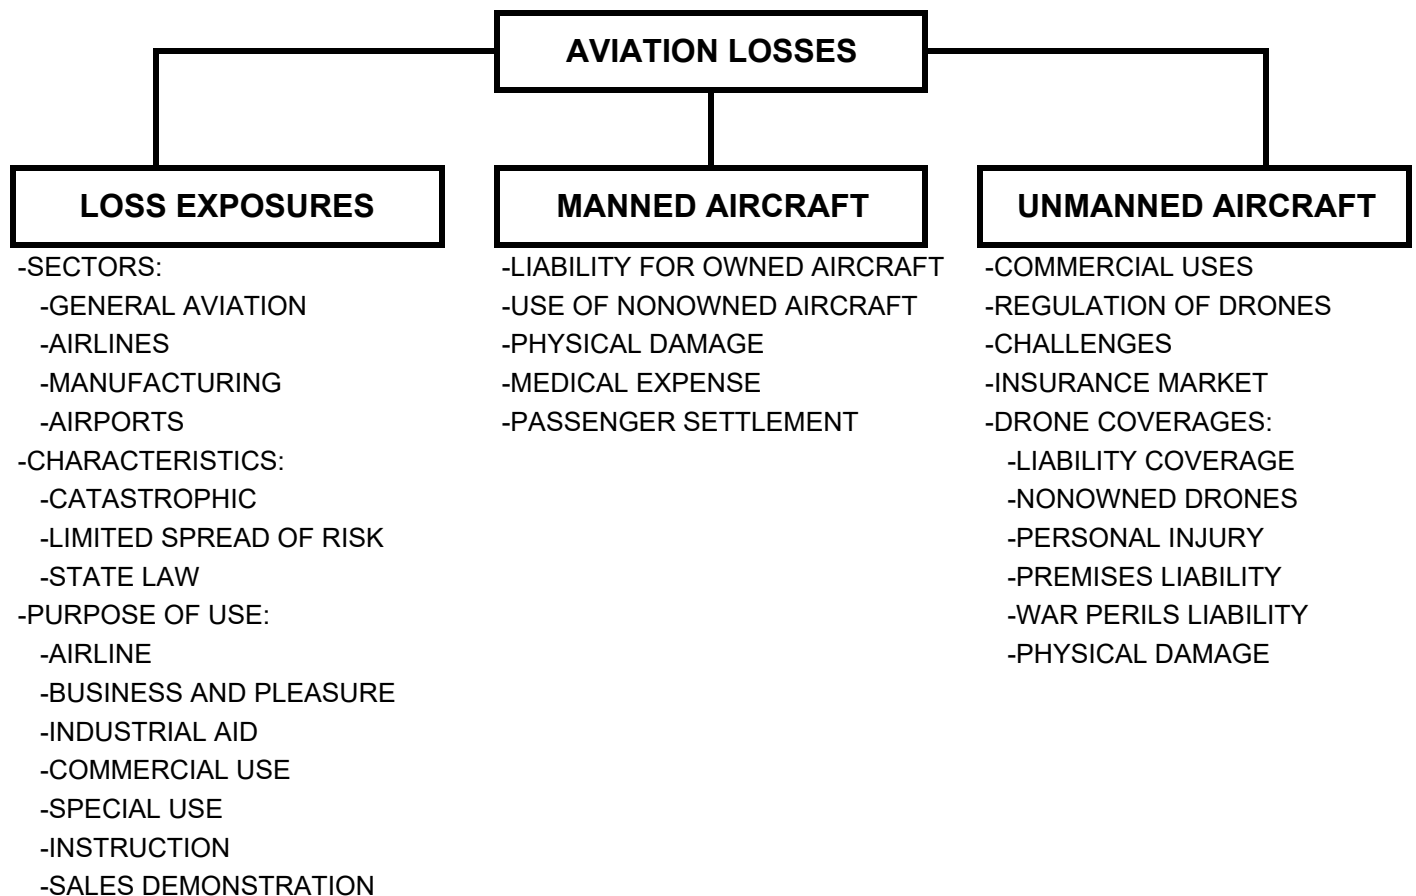 AVIATION LOSSES
LOSS EXPOSURES
-SECTORS:
-GENERAL AVIATION
-AIRLINES
-MANUFACTURING
-AIRPORTS
-CHARACTERISTICS:
-CATASTROPHIC
-LIMITED SPREAD OF RISK
-STATE LAW
-PURPOSE OF USE:
-AIRLINE
-BUSINESS AND PLEASURE
-INDUSTRIAL AID
-COMMERCIAL USE
-SPECIAL USE
-INSTRUCTION
-SALES DEMONSTRATION
MANNED AIRCRAFT
-LIABILITY FOR OWNED AIRCRAFT
-USE OF NONOWNED AIRCRAFT
-PHYSICAL DAMAGE
-MEDICAL EXPENSE
-PASSENGER SETTLEMENT
UNMANNED AIRCRAFT
-COMMERCIAL USES
-REGULATION OF DRONES
-CHALLENGES
-INSURANCE MARKET
-DRONE COVERAGES:
-LIABILITY COVERAGE
-NONOWNED DRONES
-PERSONAL INJURY
-PREMISES LIABILITY
-WAR PERILS LIABILITY
-PHYSICAL DAMAGE